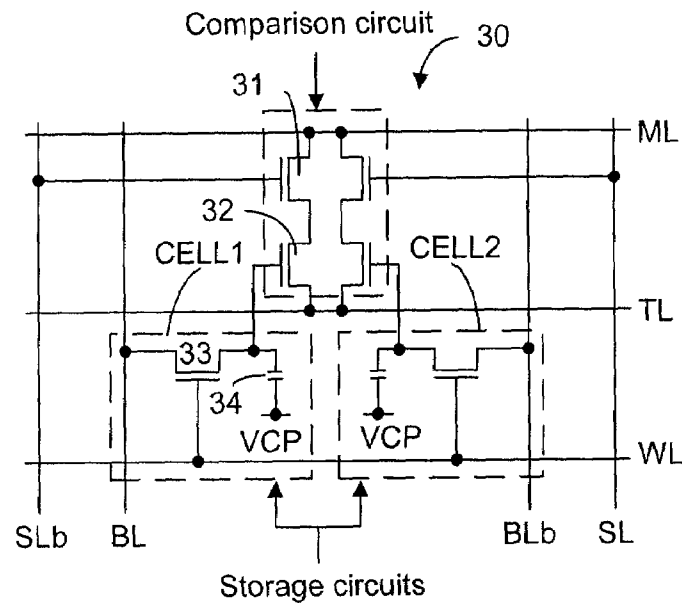 Comparison circuit
30
31
ML
32
CELL1
CELL2
TL
33
34
VCP
VCP
WL
SLb
BL
BLb
SL
Storage circuits